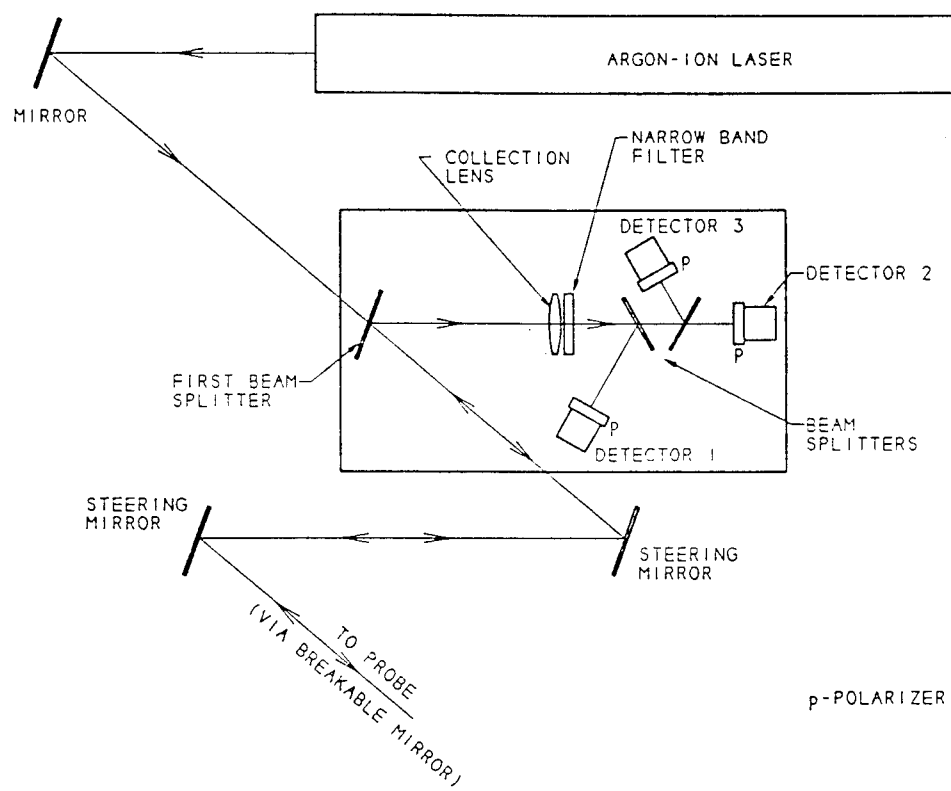 ARGON-ION LASER
MIRROR
NARROW BAND
FILTER
COLLECTION
LENS
DETECTOR 3
p
DETECTOR 2
p
FIRST BEAM
SPLITTER
p
DETECTOR 1
BEAM
SPLITTERS
STEERING
MIRROR
STEERING
MIRROR
TO PROBE
(VIA BREAKABLE MIRROR)
p-POLARIZER